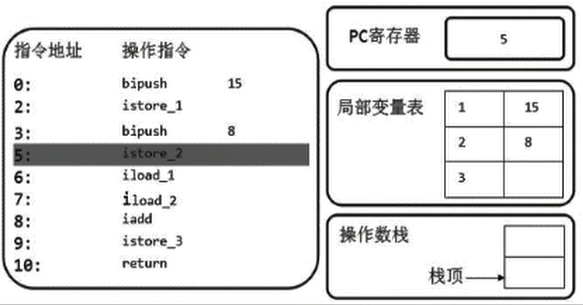 指令地址 操作指令
0: bipush 15
2: istore_1
3: bipush 8
5: istore_2
6: iload_1
7: iload_2
8: iadd
9: istore_3
10: return
PC寄存器 5
局部变量表
1 15
2 8
3
操作数栈
栈顶